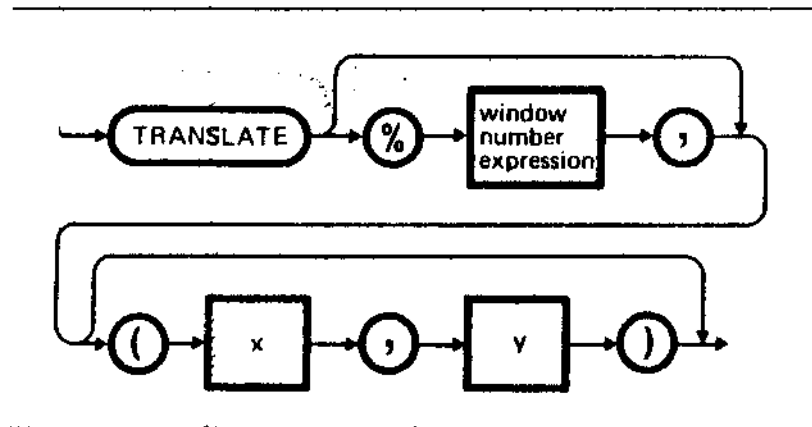 TRANSLATE % window number expression ,
( x , y )